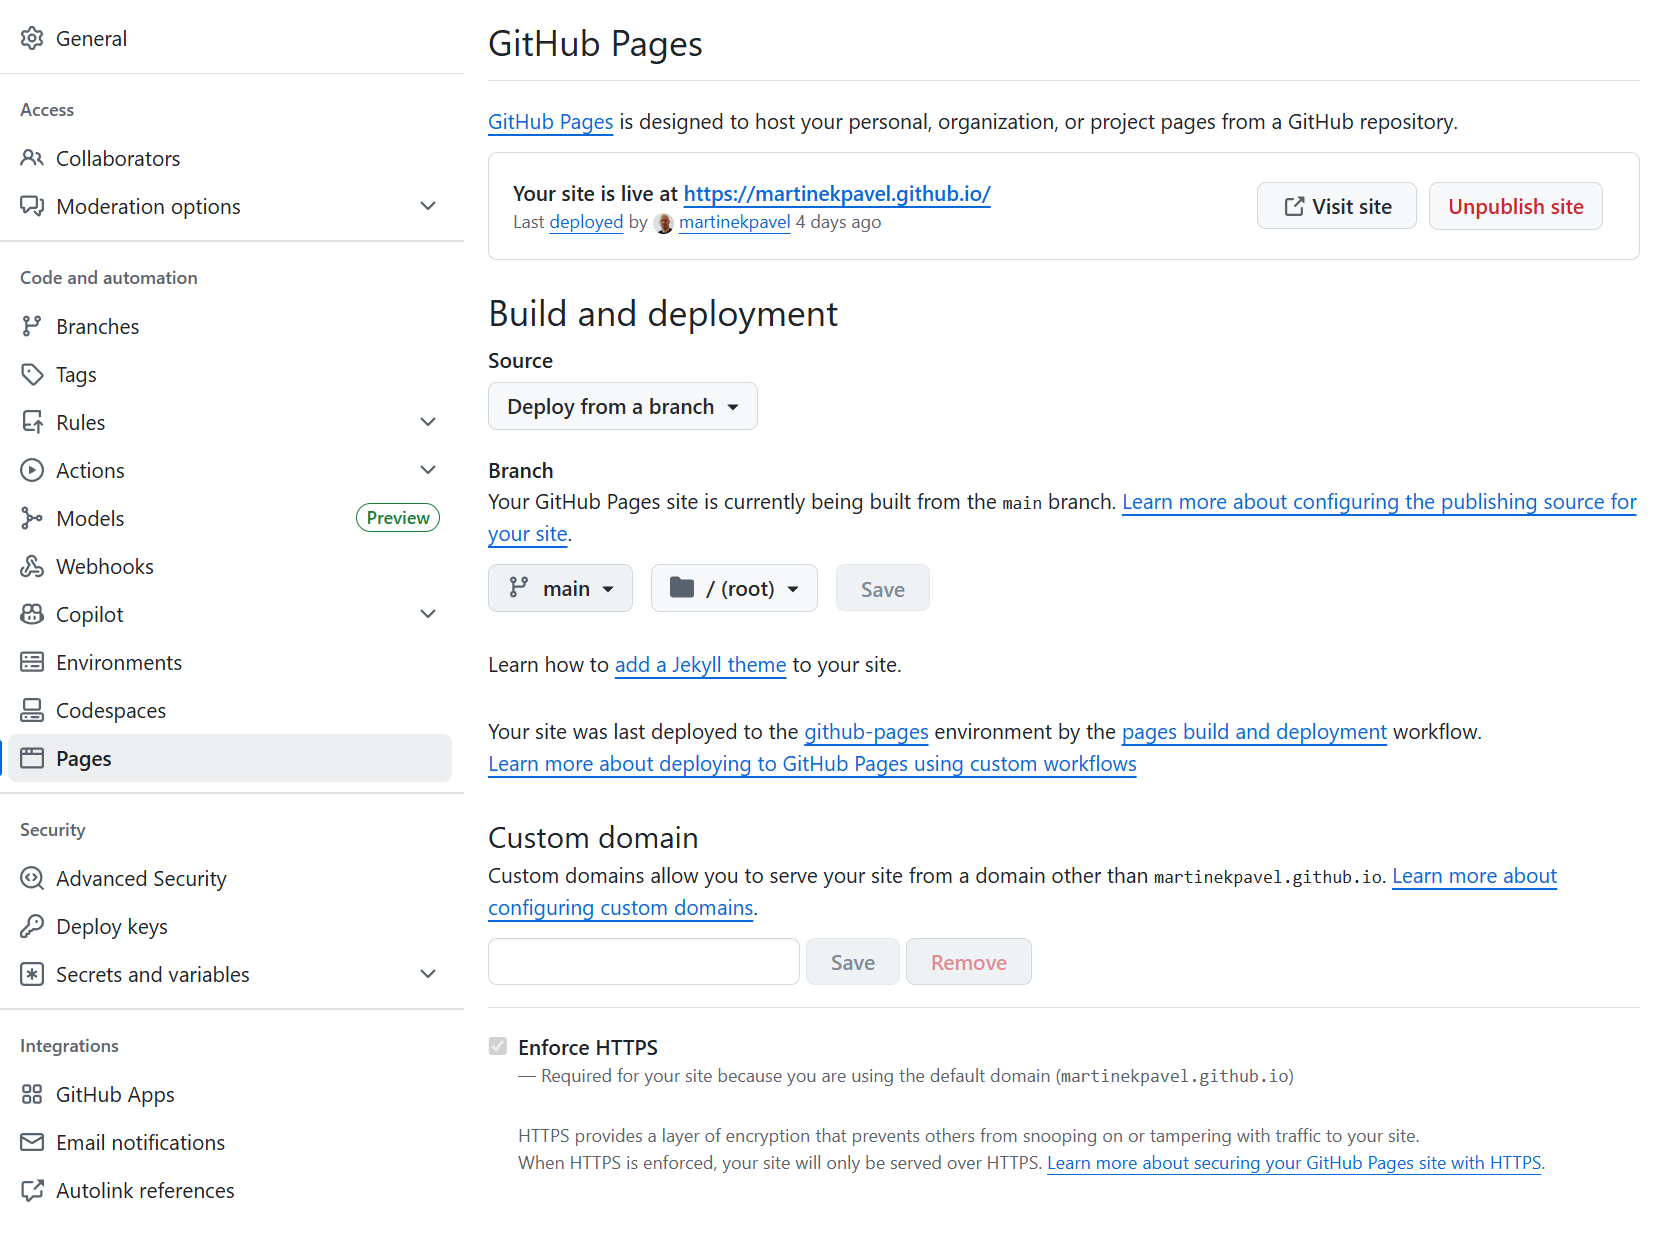 General
Access
Collaborators
Moderation options
Code and automation
Branches
Tags
Rules
Actions
Models Preview
Webhooks
Copilot
Environments
Codespaces
Pages
Security
Advanced Security
Deploy keys
Secrets and variables
Integrations
GitHub Apps
Email notifications
Autolink references
GitHub Pages
GitHub Pages is designed to host your personal, organization, or project pages from a GitHub repository.
Your site is live at https://martinekpavel.github.io/
Last deployed by martinekpavel 4 days ago
Visit site Unpublish site
Build and deployment
Source
Deploy from a branch
Branch
Your GitHub Pages site is currently being built from the main branch. Learn more about configuring the publishing source for
your site.
main / (root) Save
Learn how to add a Jekyll theme to your site.
Your site was last deployed to the github-pages environment by the pages build and deployment workflow.
Learn more about deploying to GitHub Pages using custom workflows
Custom domain
Custom domains allow you to serve your site from a domain other than martinekpavel.github.io. Learn more about
configuring custom domains.
Save Remove
Enforce HTTPS
— Required for your site because you are using the default domain (martinekpavel.github.io)
HTTPS provides a layer of encryption that prevents others from snooping on or tampering with traffic to your site.
When HTTPS is enforced, your site will only be served over HTTPS. Learn more about securing your GitHub Pages site with HTTPS.